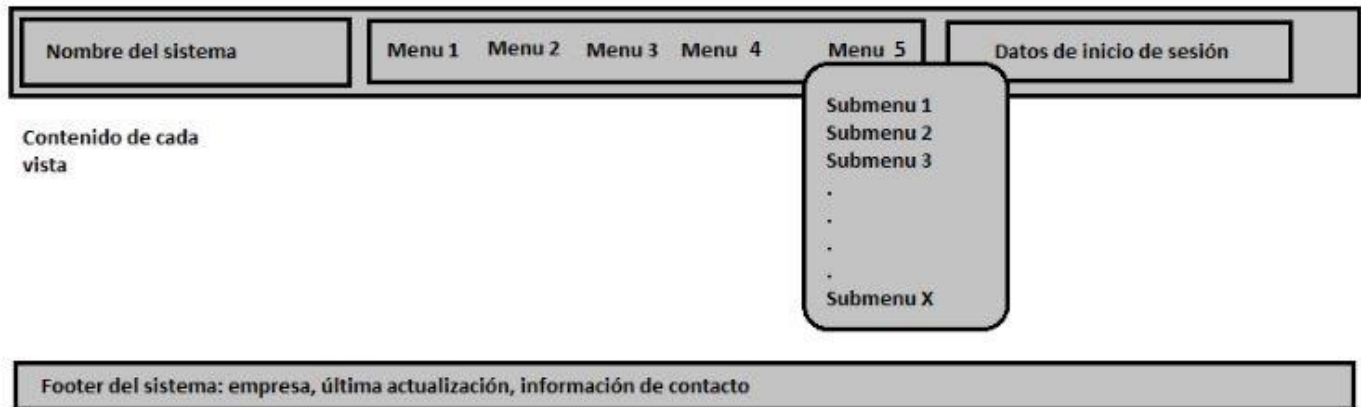 Nombre del sistema
Menu 1 Menu 2 Menu 3 Menu 4 Menu 5
Datos de inicio de sesión
Submenu 1
Submenu 2
Submenu 3
.
.
.
.
Submenu X
Contenido de cada
vista
Footer del sistema: empresa, última actualización, información de contacto